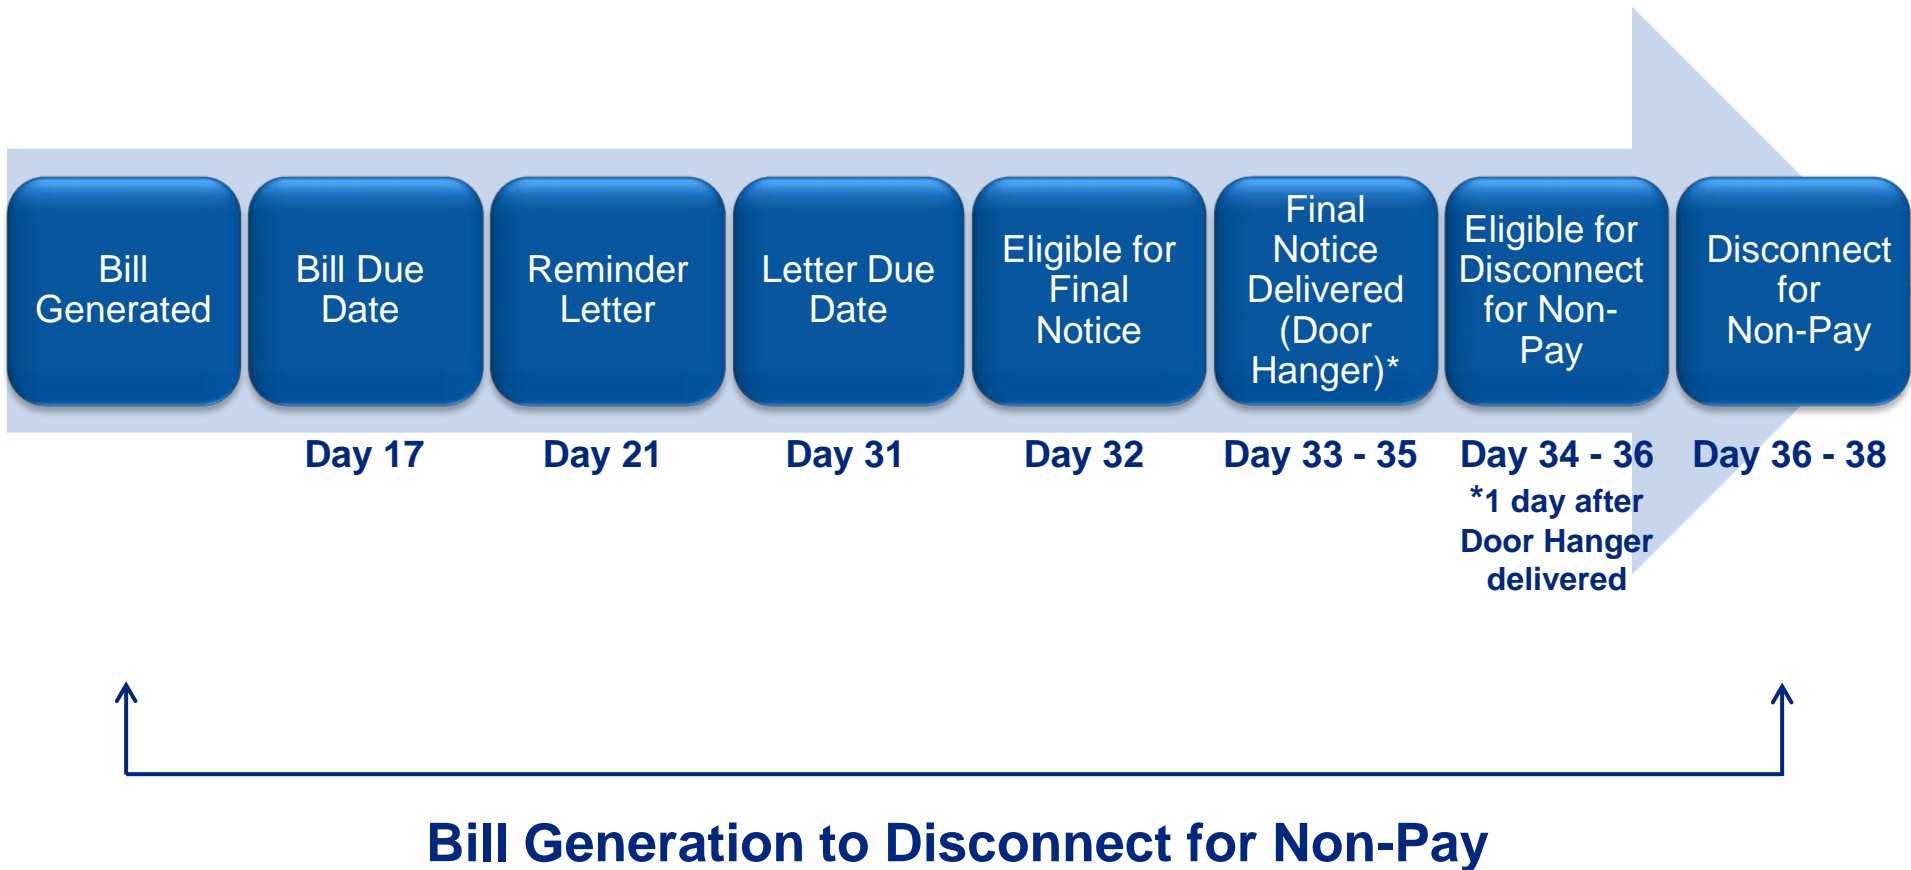 Bill
Generated
Bill Due
Date
Reminder
Letter
Letter Due
Date
Eligible for
Final
Notice
Final
Notice
Delivered
(Door
Hanger)*
Eligible for
Disconnect
for Non-
Pay
Disconnect
for
Non-Pay
Day 17
Day 21
Day 31
Day 32
Day 33 - 35
Day 34 - 36
*1 day after
Door Hanger
delivered
Day 36 - 38
Bill Generation to Disconnect for Non-Pay